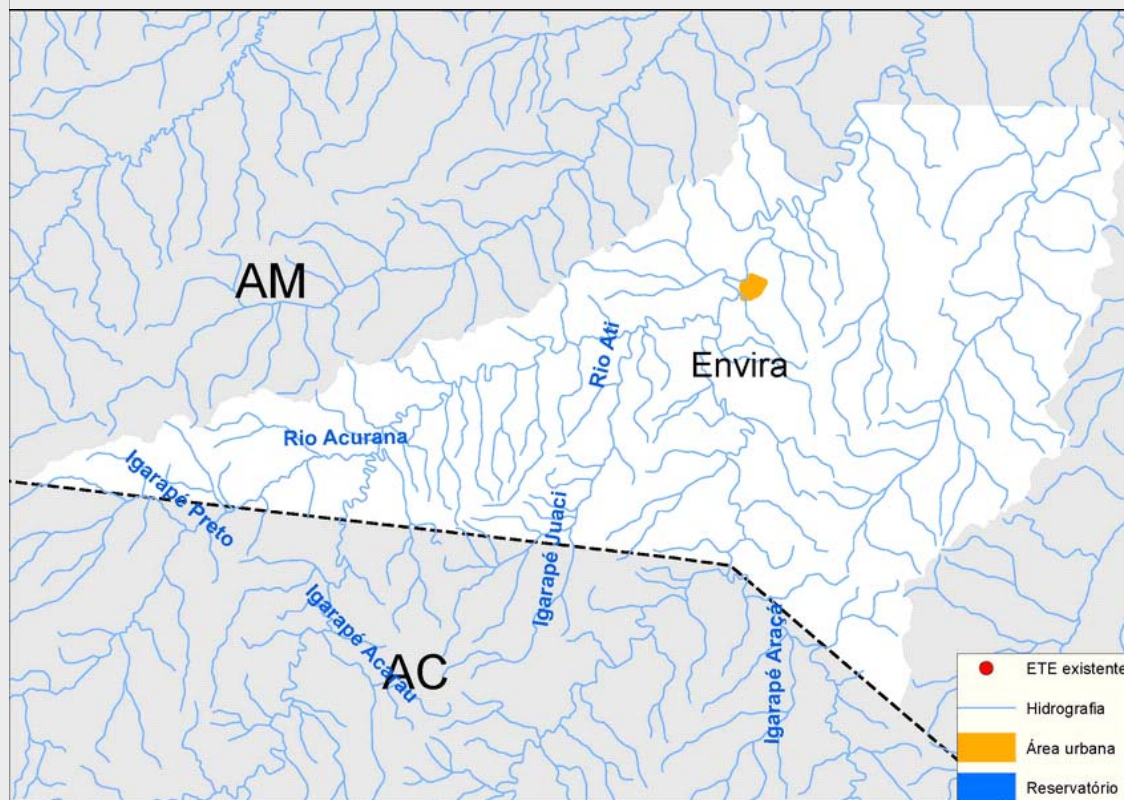 AM
Rio Ati
Envira
Rio Acurana
Igarapé Preto
Igarapé Juaci
Igarapé Acarau
AC
Igarapé Araçá
ETE existente
Hidrografia
Área urbana
Reservatório